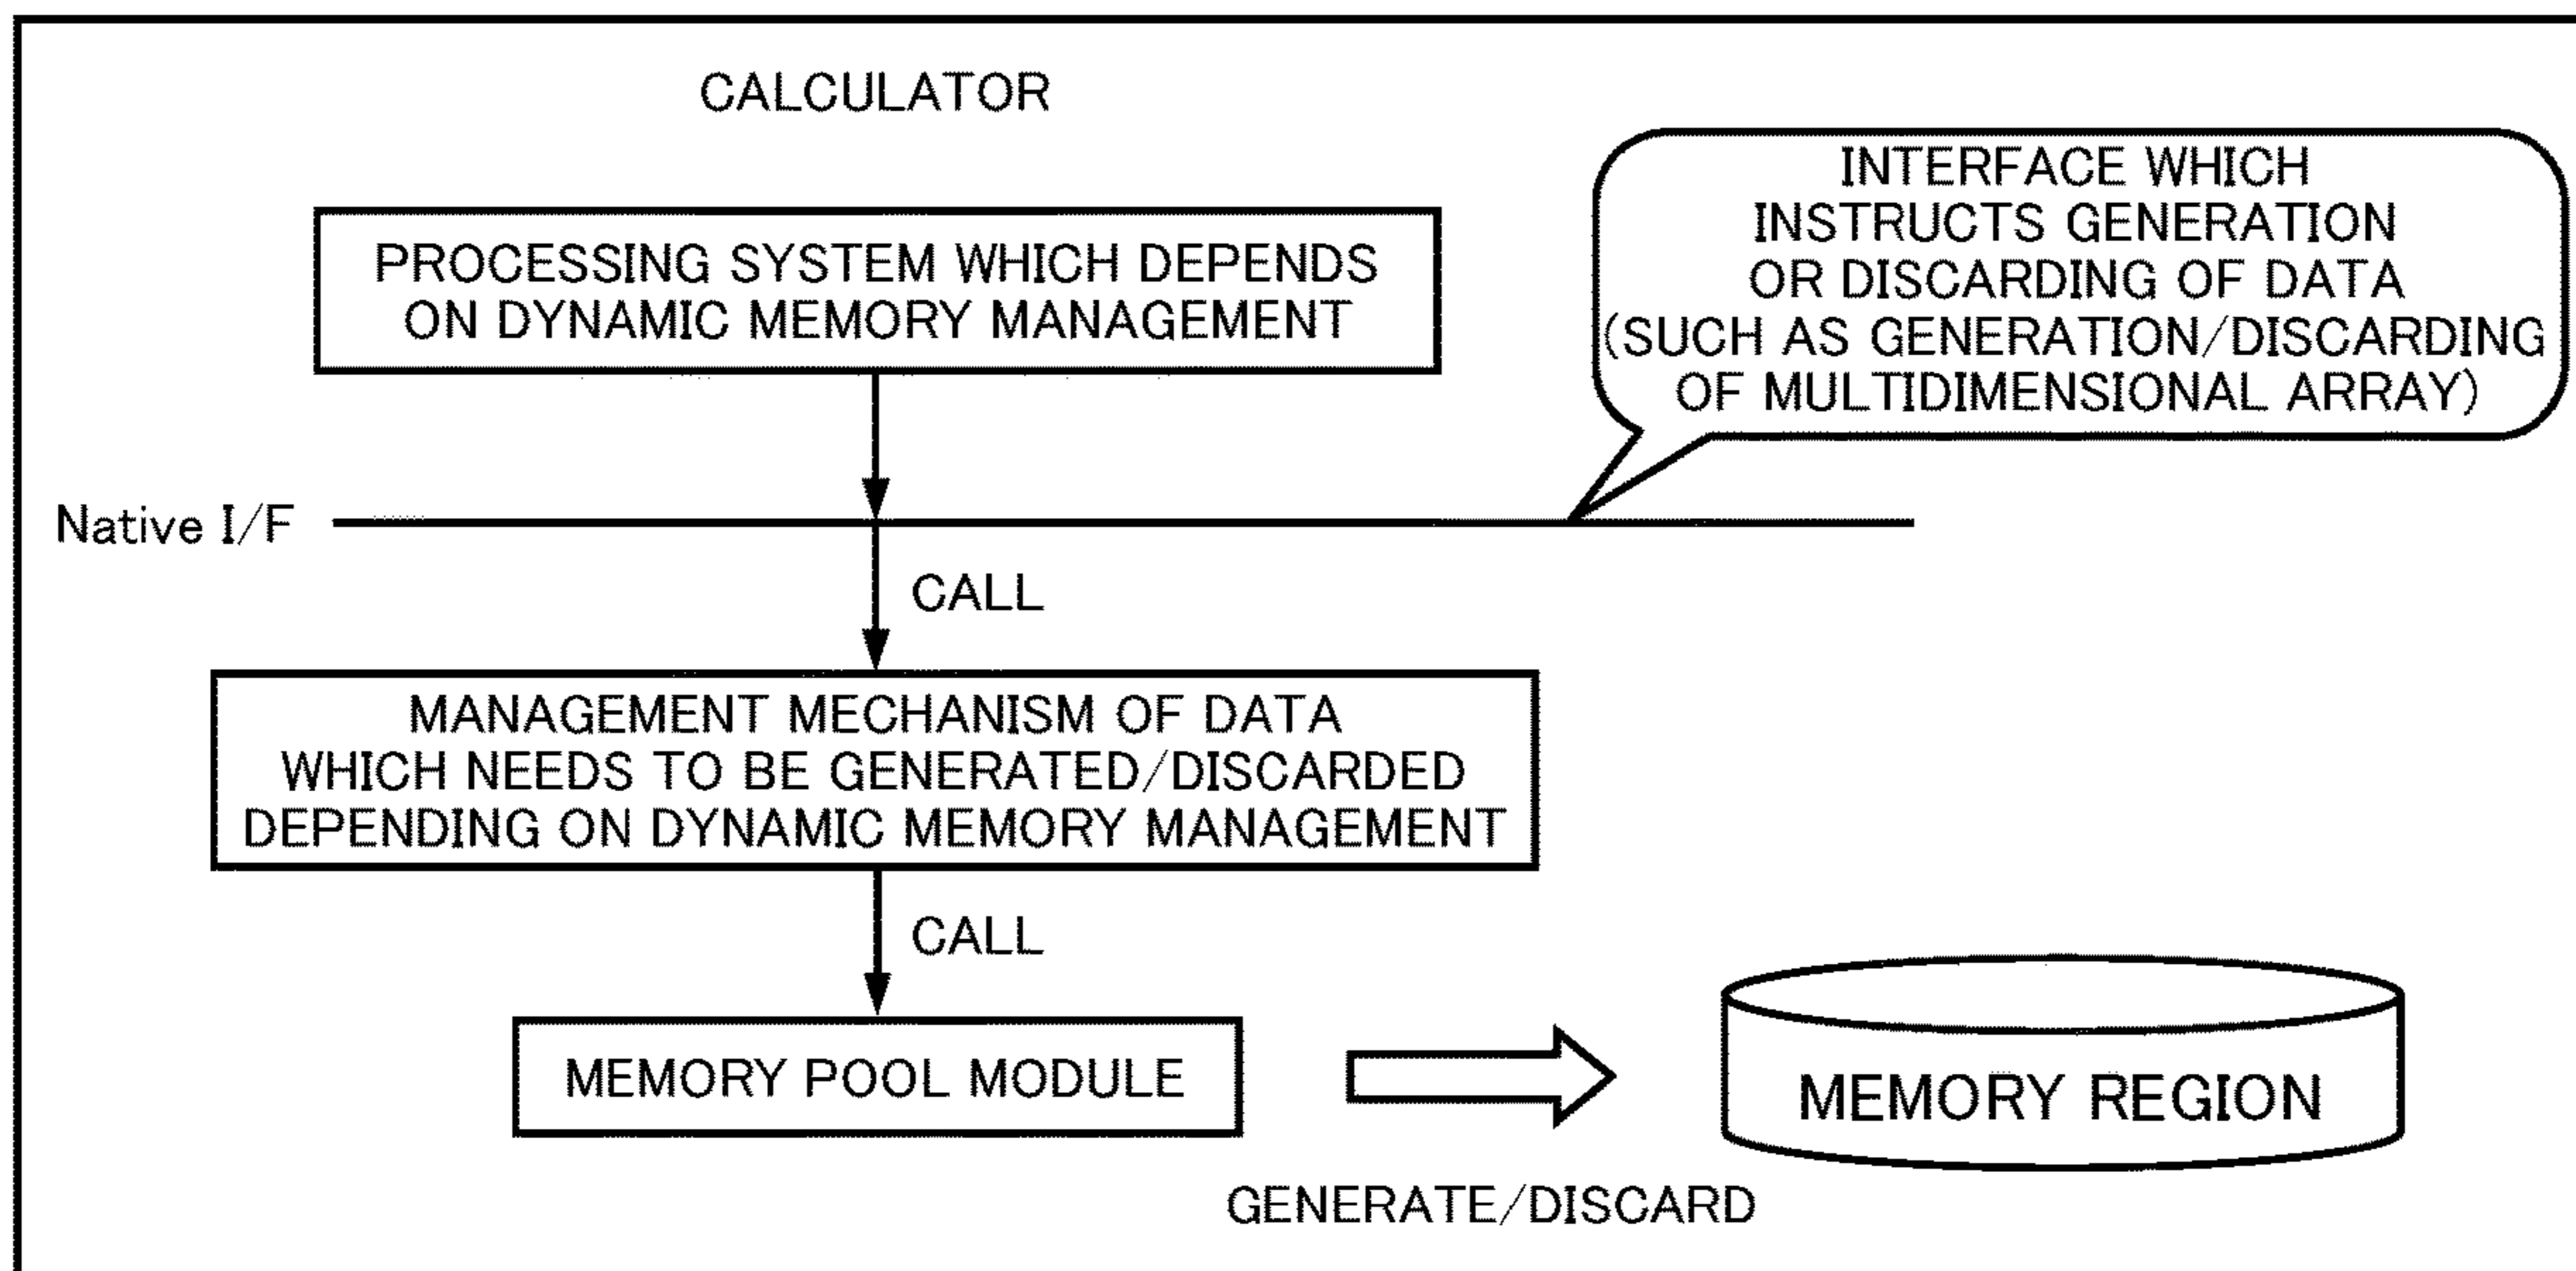 CALCULATOR
PROCESSING SYSTEM WHICH DEPENDS
ON DYNAMIC MEMORY MANAGEMENT
INTERFACE WHICH
INSTRUCTS GENERATION
OR DISCARDING OF DATA
(SUCH AS GENERATION/DISCARDING
OF MULTIDIMENSIONAL ARRAY)
Native I/F
CALL
MANAGEMENT MECHANISM OF DATA
WHICH NEEDS TO BE GENERATED/DISCARDED
DEPENDING ON DYNAMIC MEMORY MANAGEMENT
CALL
MEMORY POOL MODULE
MEMORY REGION
GENERATE/DISCARD